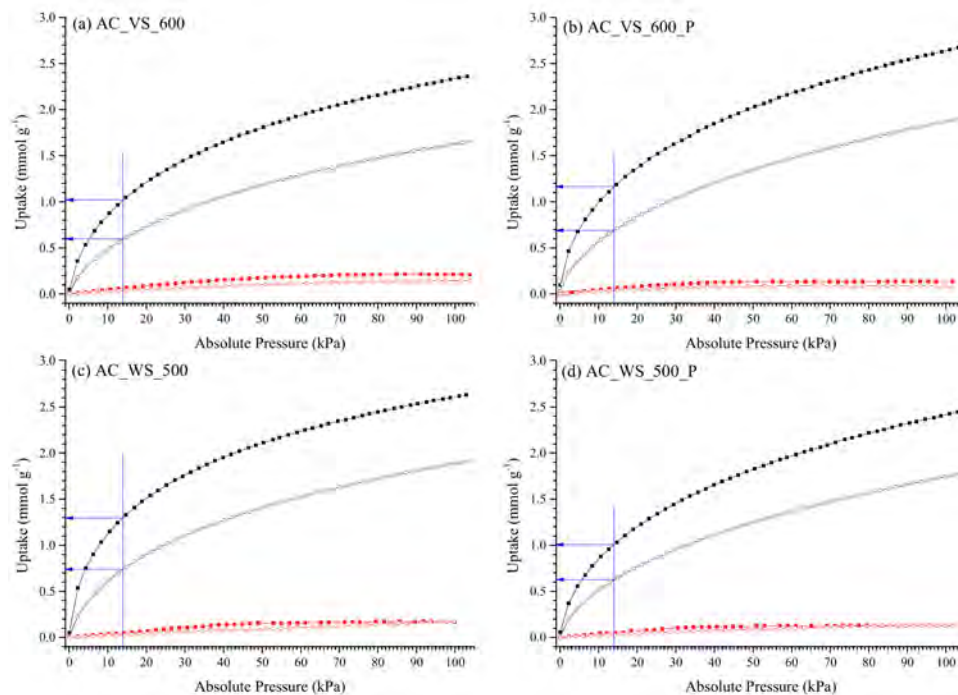 (a) AC_VS_600
(b) AC_VS_600_P
3.0
2.5
2.0
1.5
1.0
0.5
0.0
Uptake (mmol g⁻¹)
0 10 20 30 40 50 60 70 80 90 100
Absolute Pressure (kPa)
3.0
2.5
2.0
1.5
1.0
0.5
0.0
Uptake (mmol g⁻¹)
0 10 20 30 40 50 60 70 80 90 100
Absolute Pressure (kPa)
(c) AC_WS_500
(d) AC_WS_500_P
3.0
2.5
2.0
1.5
1.0
0.5
0.0
Uptake (mmol g⁻¹)
0 10 20 30 40 50 60 70 80 90 100
Absolute Pressure (kPa)
3.0
2.5
2.0
1.5
1.0
0.5
0.0
Uptake (mmol g⁻¹)
0 10 20 30 40 50 60 70 80 90 100
Absolute Pressure (kPa)